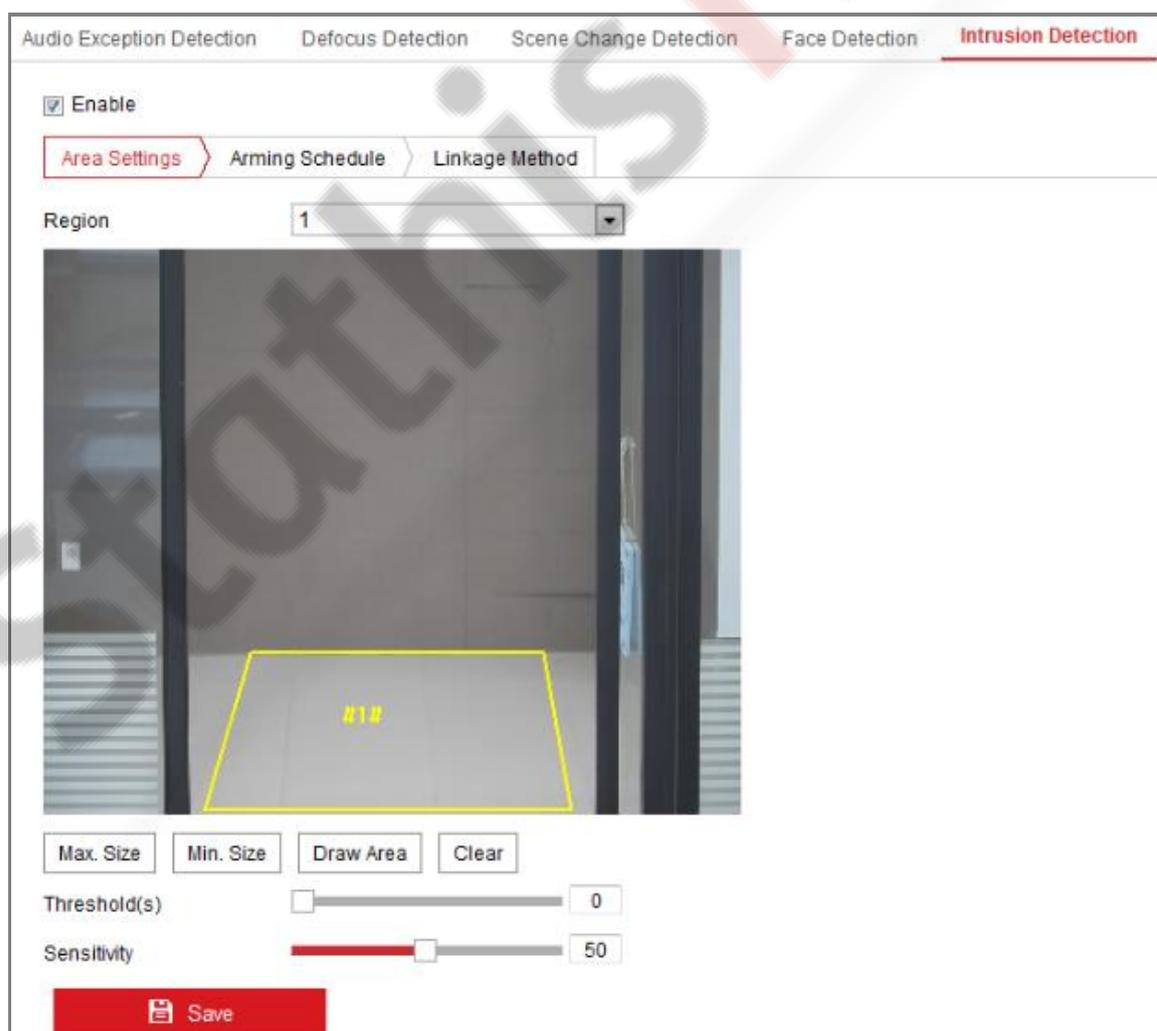 Audio Exception Detection Defocus Detection Scene Change Detection Face Detection Intrusion Detection
Enable
Area Settings Arming Schedule Linkage Method
Region 1
#1#
Max. Size Min. Size Draw Area Clear
Threshold(s) 0
Sensitivity 50
Save
Stathis